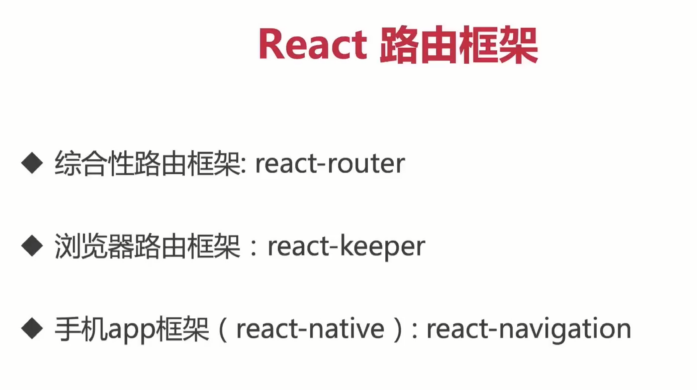 React 路由框架
◆ 综合性路由框架: react-router
◆ 浏览器路由框架：react-keeper
◆ 手机app框架（react-native）: react-navigation